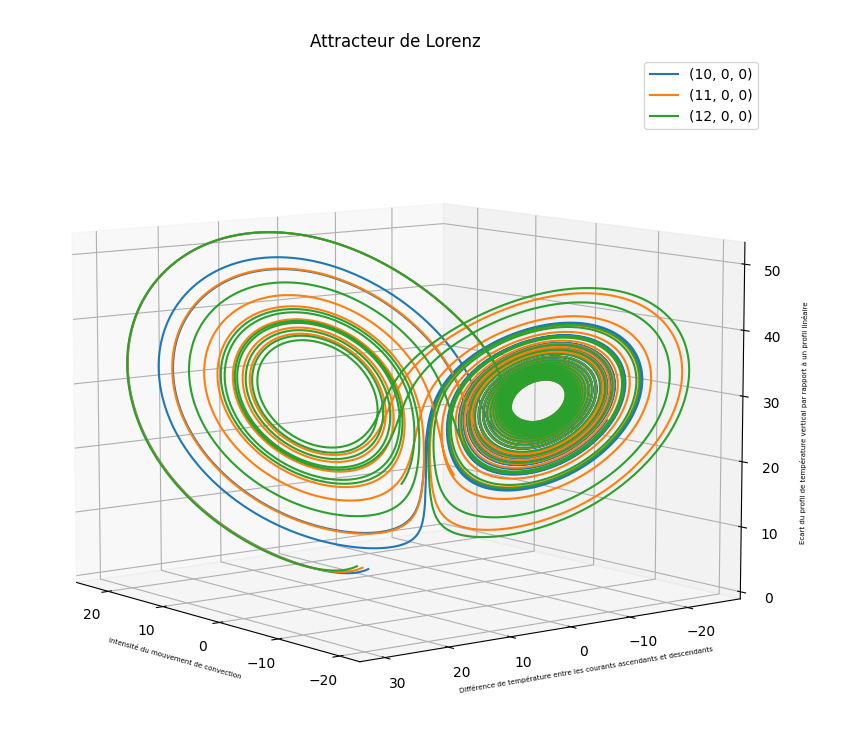 Attracteur de Lorenz
(10, 0, 0)
(11, 0, 0)
(12, 0, 0)
50
40
30
20
10
0
Ecart du profil de température vertical par rapport à un profil linéaire
20
10
0
−10
−20
intensité du mouvement de convection
30
20
10
0
−10
−20
Différence de température entre les courants ascendants et descendants